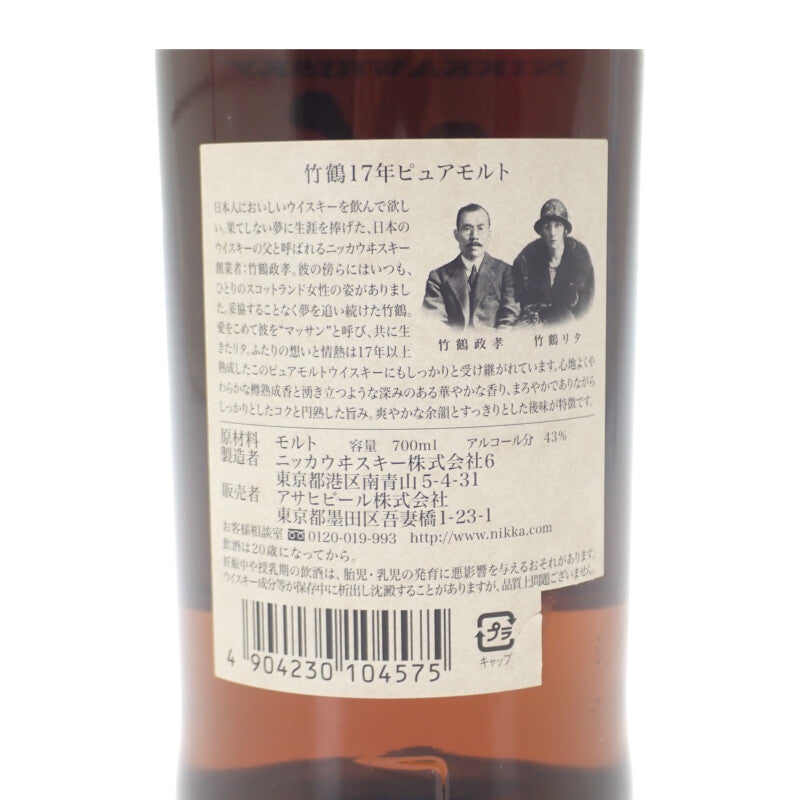 NIKKA WHISKY
竹鶴17年ピュアモルト
日本人においしいウイスキーを飲んで欲し
い。果てしない夢に生涯を捧げた、日本の
ウイスキーの父と呼ばれるニッカウヰスキー
創業者：竹鶴政孝。彼の傍らにはいつも、
ひとりのスコットランド女性の姿がありまし
た。妥協することなく夢を追い続けた竹鶴。
愛をこめて彼を“マッサン”と呼び、共に生
きたリタ。ふたりの想いと情熱は17年以上
熟成したこのピュアモルトウイスキーにもしっかりと受け継がれています。心地よくや
わらかな樽熟成香と湧き立つような深みのある華やかな香り、まろやかでありながら
しっかりとしたコクと円熟した旨み。爽やかな余韻とすっきりとした後味が特徴です。
竹鶴政孝 竹鶴リタ
原材料 モルト 容量 700ml アルコール分 43%
製造者 ニッカウヰスキー株式会社6
東京都港区南青山5-4-31
販売者 アサヒビール株式会社
東京都墨田区吾妻橋1-23-1
お客様相談室 0120-019-993 http://www.nikka.com
飲酒は20歳になってから。
妊娠中や授乳期の飲酒は、胎児・乳児の発育に悪影響を与えるおそれがあります。
ウイスキー成分等が保存中に析出し沈澱することがありますが、品質上問題ございません。
4 904230 104575
プラ
キャップ